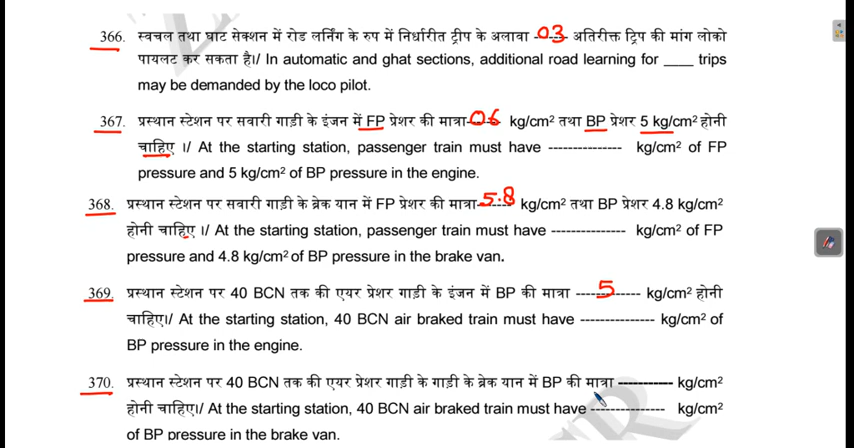 366. स्वचल तथा घाट सेक्शन में रोड लर्निंग के रुप में निर्धारीत ट्रीप के अलावा -03- अतिरीक्त ट्रिप की मांग लोको
पायलट कर सकता है।/ In automatic and ghat sections, additional road learning for ____ trips
may be demanded by the loco pilot.
367. प्रस्थान स्टेशन पर सवारी गाड़ी के इंजन में FP प्रेशर की मात्रा-06 kg/cm² तथा BP प्रेशर 5 kg/cm² होनी
चाहिए ।/ At the starting station, passenger train must have --------------- kg/cm² of FP
pressure and 5 kg/cm² of BP pressure in the engine.
368. प्रस्थान स्टेशन पर सवारी गाड़ी के ब्रेक यान में FP प्रेशर की मात्रा-5.8 kg/cm² तथा BP प्रेशर 4.8 kg/cm²
होनी चाहिए ।/ At the starting station, passenger train must have --------------- kg/cm² of FP
pressure and 4.8 kg/cm² of BP pressure in the brake van.
369. प्रस्थान स्टेशन पर 40 BCN तक की एयर प्रेशर गाड़ी के इंजन में BP की मात्रा -----5------ kg/cm² होनी
चाहिए।/ At the starting station, 40 BCN air braked train must have --------------- kg/cm² of
BP pressure in the engine.
370. प्रस्थान स्टेशन पर 40 BCN तक की एयर प्रेशर गाड़ी के गाड़ी के ब्रेक यान में BP की मात्रा ----------- kg/cm²
होनी चाहिए।/ At the starting station, 40 BCN air braked train must have --------------- kg/cm²
of BP pressure in the brake van.